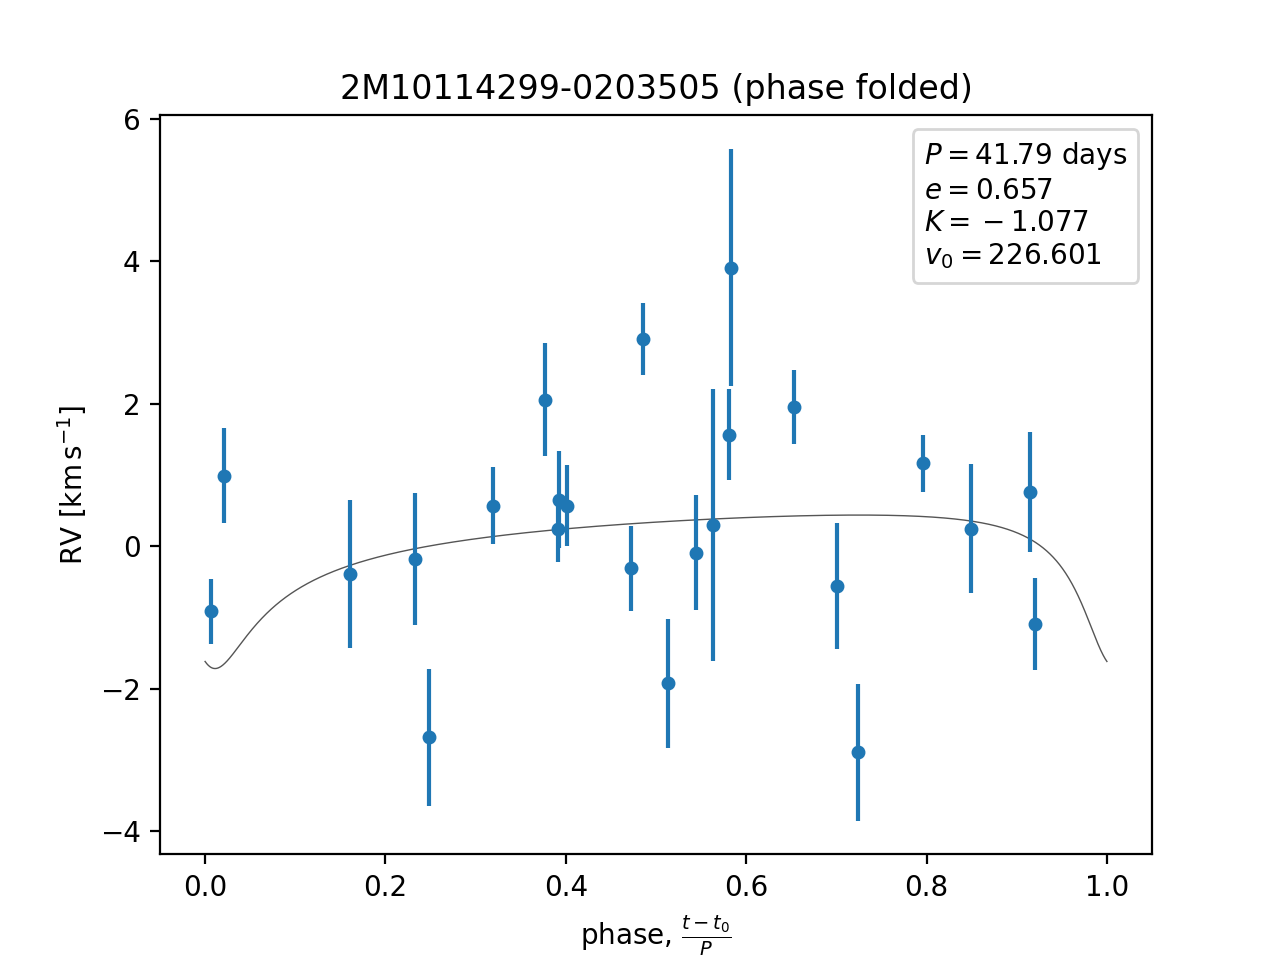 2M10114299-0203505 (phase folded)
6
4
2
0
−2
−4
RV [km s⁻¹]
P = 41.79 days
e = 0.657
K = −1.077
v₀ = 226.601
0.0 0.2 0.4 0.6 0.8 1.0
phase, (t − t₀)/P